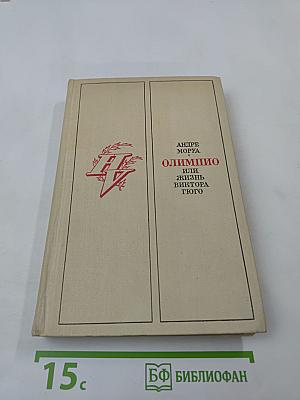 АНДРЕ
МОРУА
ОЛИМПИО
ИЛИ
ЖИЗНЬ
ВИКТОРА
ГЮГО
15с
БФ БИБЛИОФАН